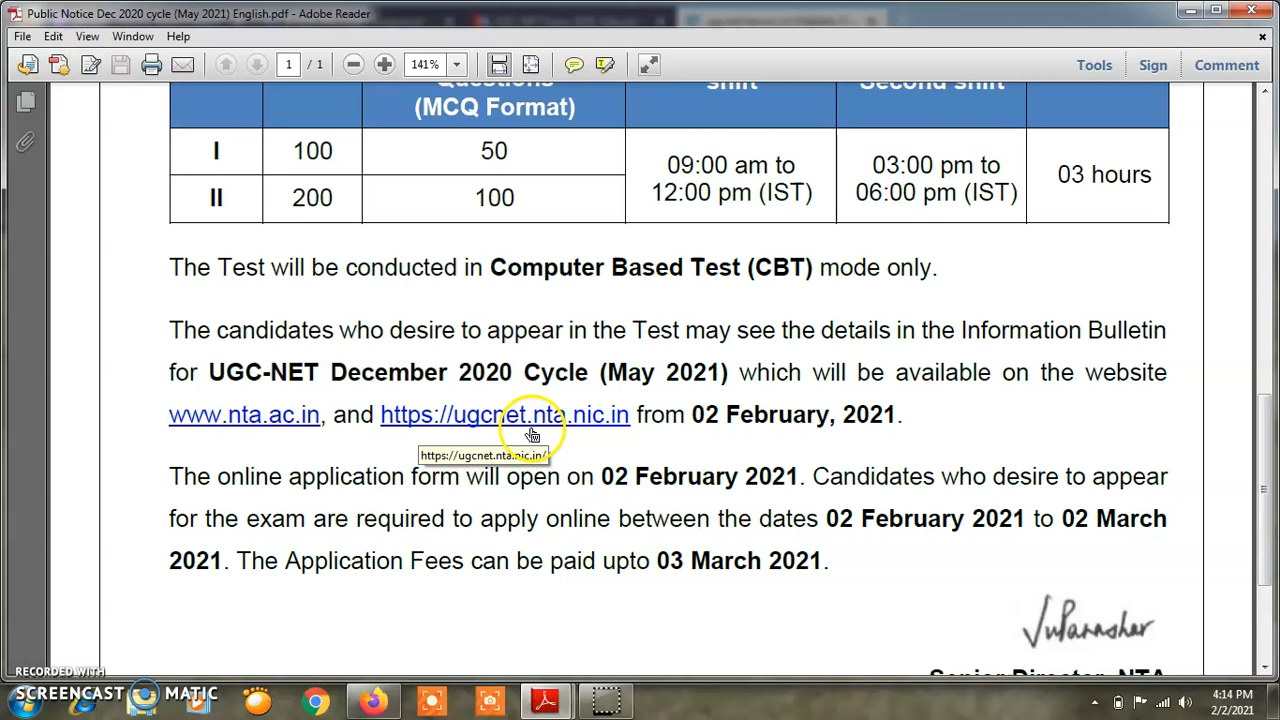 Public Notice Dec 2020 cycle (May 2021) English.pdf - Adobe Reader
File Edit View Window Help
1 / 1 141% Tools Sign Comment
Questions shift Second shift
(MCQ Format)
I 100 50 09:00 am to 03:00 pm to 03 hours
II 200 100 12:00 pm (IST) 06:00 pm (IST)
The Test will be conducted in Computer Based Test (CBT) mode only.
The candidates who desire to appear in the Test may see the details in the Information Bulletin
for UGC-NET December 2020 Cycle (May 2021) which will be available on the website
www.nta.ac.in, and https://ugcnet.nta.nic.in from 02 February, 2021.
https://ugcnet.nta.nic.in/
The online application form will open on 02 February 2021. Candidates who desire to appear
for the exam are required to apply online between the dates 02 February 2021 to 02 March
2021. The Application Fees can be paid upto 03 March 2021.
Senior Director, NTA
RECORDED WITH
SCREENCAST MATIC
4:14 PM
2/2/2021